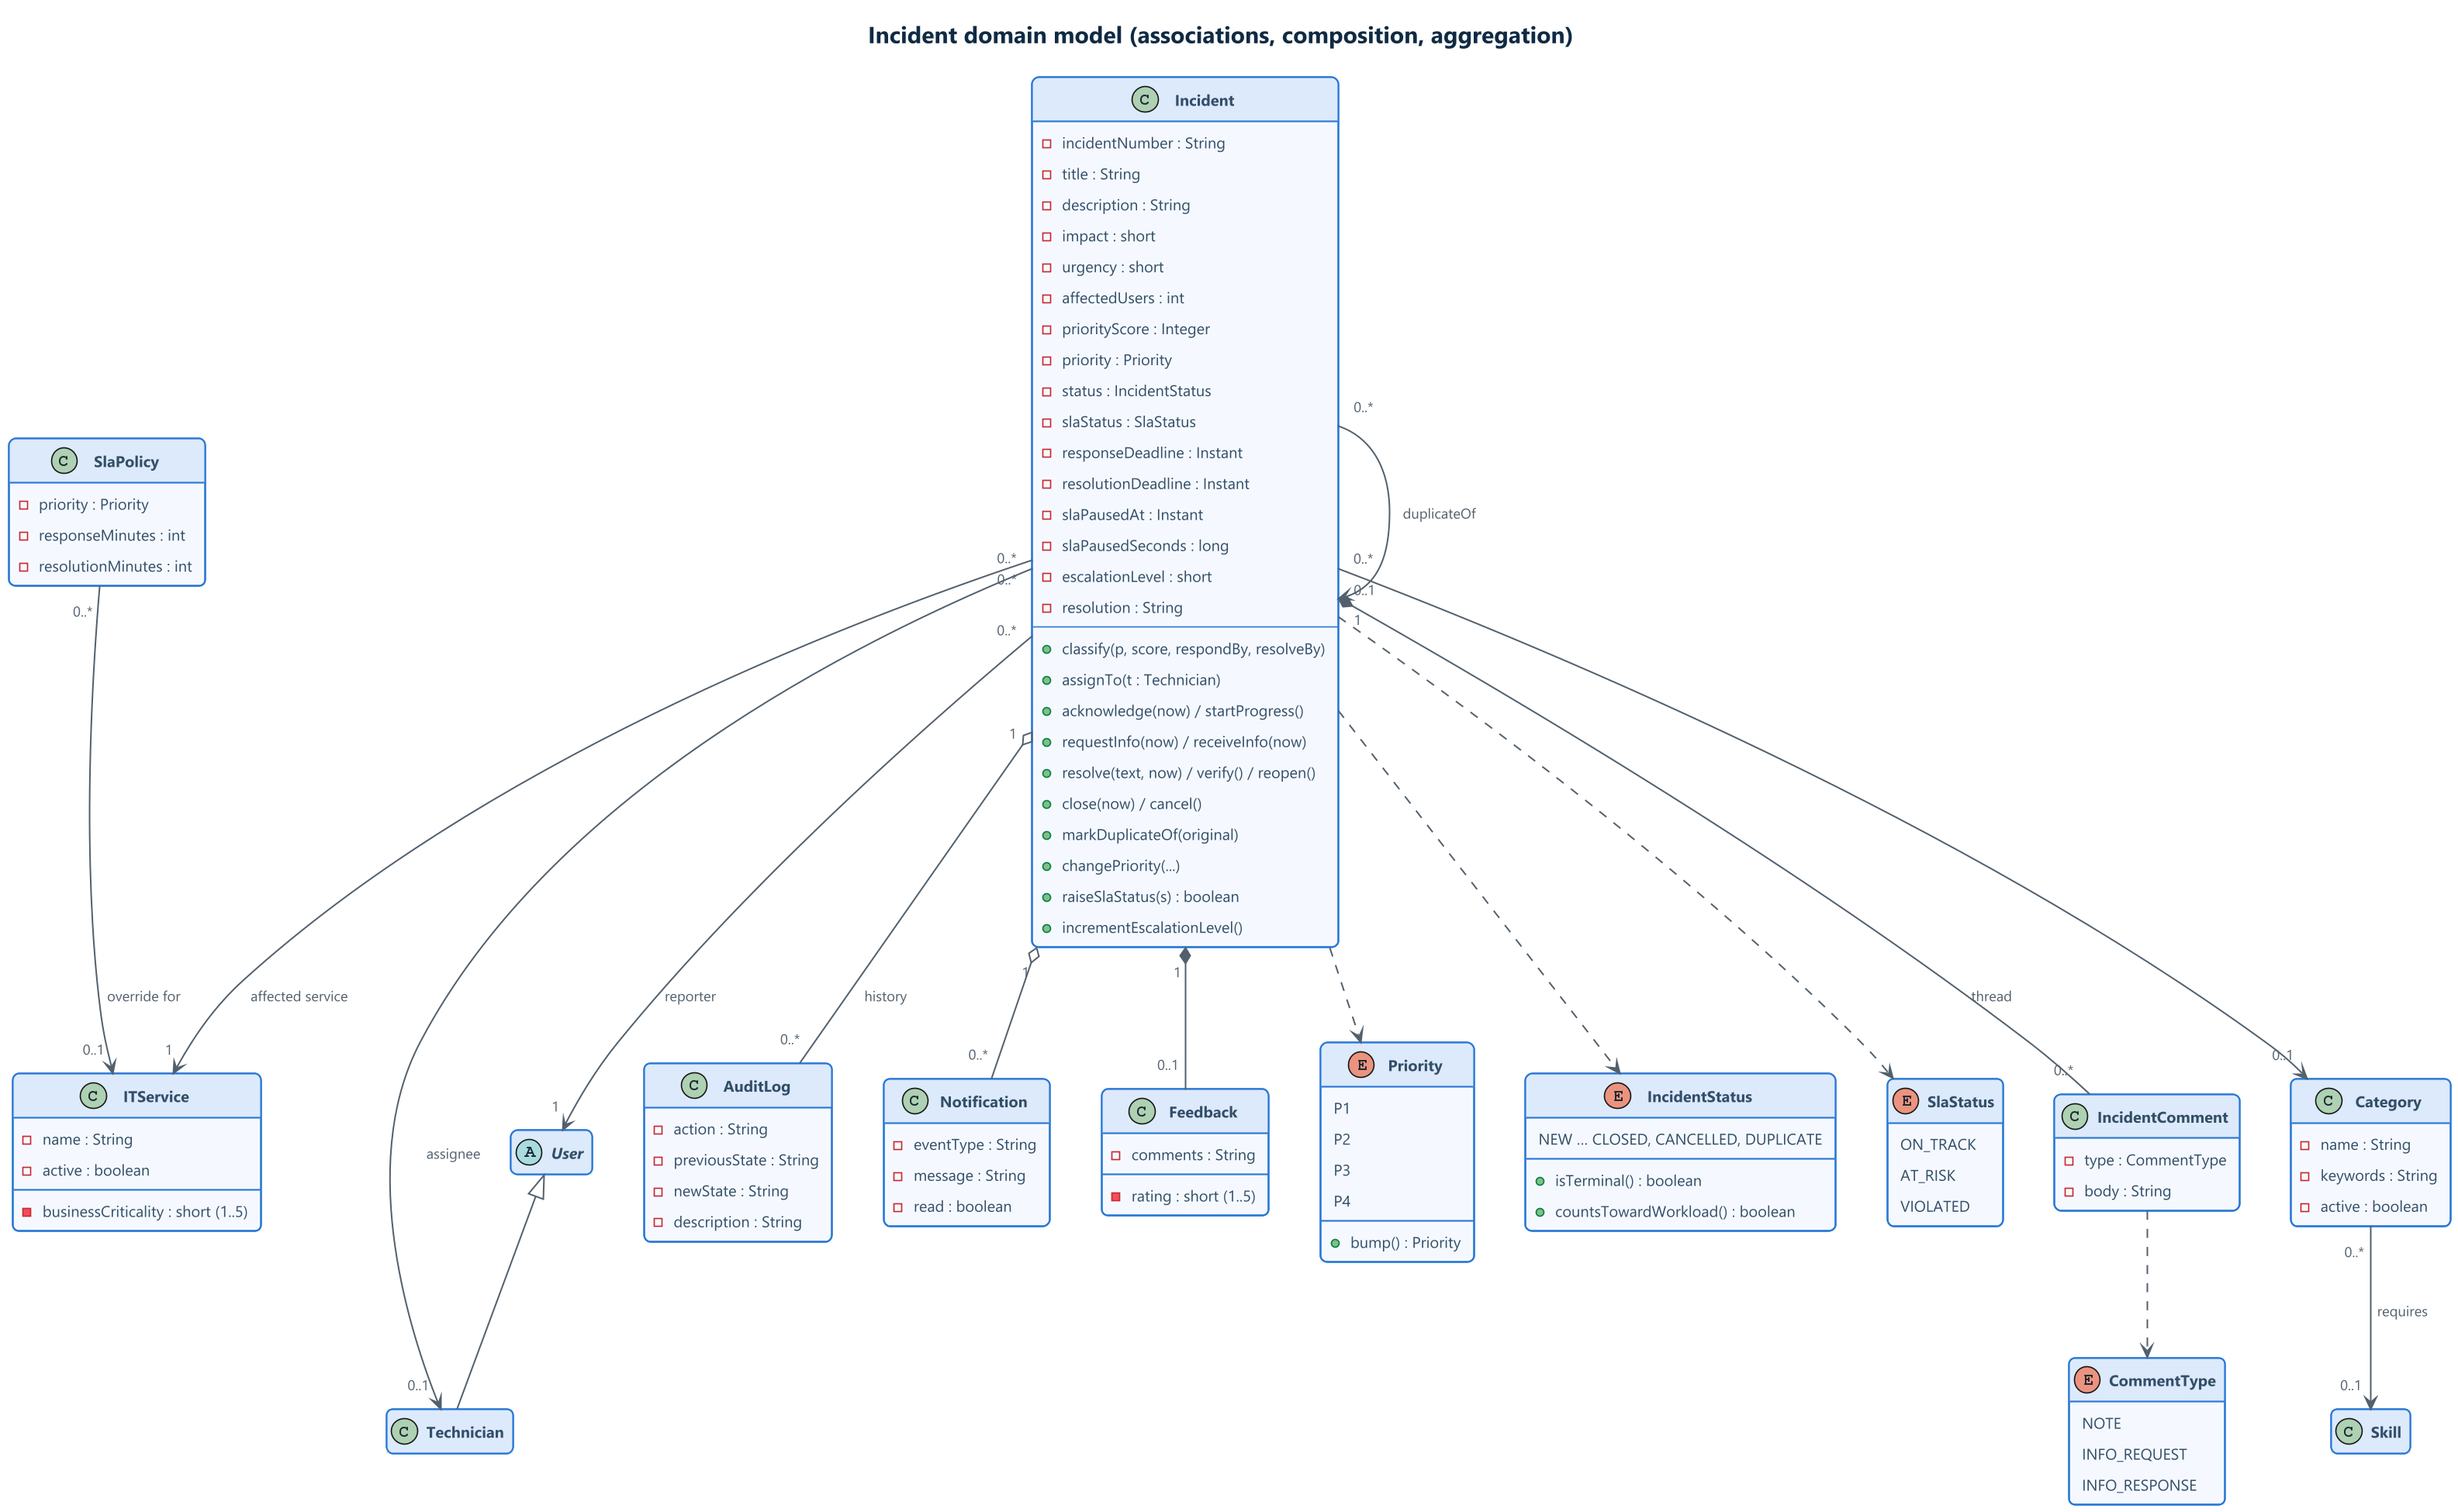 Incident domain model (associations, composition, aggregation)
C Incident
incidentNumber : String
title : String
description : String
impact : short
urgency : short
affectedUsers : int
priorityScore : Integer
priority : Priority
status : IncidentStatus
slaStatus : SlaStatus
responseDeadline : Instant
resolutionDeadline : Instant
slaPausedAt : Instant
slaPausedSeconds : long
escalationLevel : short
resolution : String
classify(p, score, respondBy, resolveBy)
assignTo(t : Technician)
acknowledge(now) / startProgress()
requestInfo(now) / receiveInfo(now)
resolve(text, now) / verify() / reopen()
close(now) / cancel()
markDuplicateOf(original)
changePriority(...)
raiseSlaStatus(s) : boolean
incrementEscalationLevel()
0..*
duplicateOf
0..*
0..1
1
0..*
0..*
0..*
1
1
1
C SlaPolicy
priority : Priority
responseMinutes : int
resolutionMinutes : int
0..*
override for
affected service
reporter
history
thread
0..1
1
1
0..*
0..*
0..1
0..*
0..1
C ITService
name : String
active : boolean
businessCriticality : short (1..5)
assignee
A User
C AuditLog
action : String
previousState : String
newState : String
description : String
C Notification
eventType : String
message : String
read : boolean
C Feedback
comments : String
rating : short (1..5)
E Priority
P1
P2
P3
P4
bump() : Priority
E IncidentStatus
NEW ... CLOSED, CANCELLED, DUPLICATE
isTerminal() : boolean
countsTowardWorkload() : boolean
E SlaStatus
ON_TRACK
AT_RISK
VIOLATED
C IncidentComment
type : CommentType
body : String
C Category
name : String
keywords : String
active : boolean
0..*
requires
0..1
0..1
C Technician
E CommentType
NOTE
INFO_REQUEST
INFO_RESPONSE
C Skill